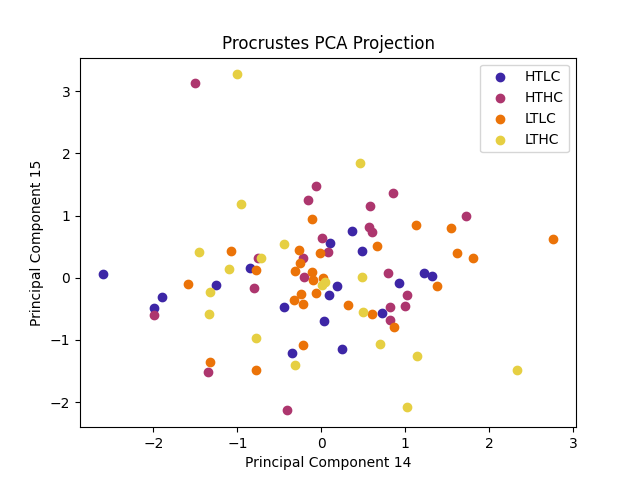 Procrustes PCA Projection
HTLC
HTHC
LTLC
LTHC
3
2
1
0
−1
−2
Principal Component 15
−2
−1
0
1
2
3
Principal Component 14